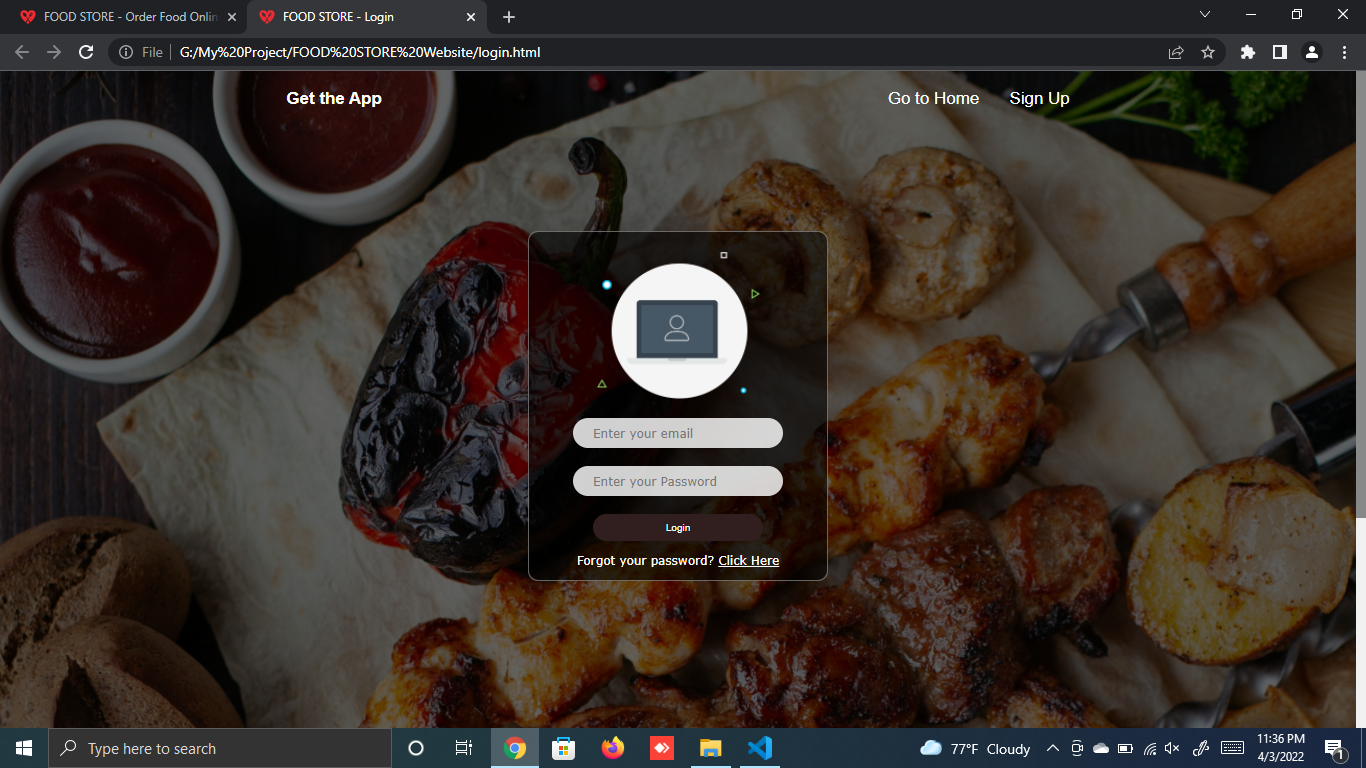 FOOD STORE - Order Food Onlin
FOOD STORE - Login
File
G:/My%20Project/FOOD%20STORE%20Website/login.html
Get the App
Go to Home
Sign Up
Enter your email
Enter your Password
Login
Forgot your password? Click Here
Type here to search
77°F Cloudy
11:36 PM
4/3/2022
1